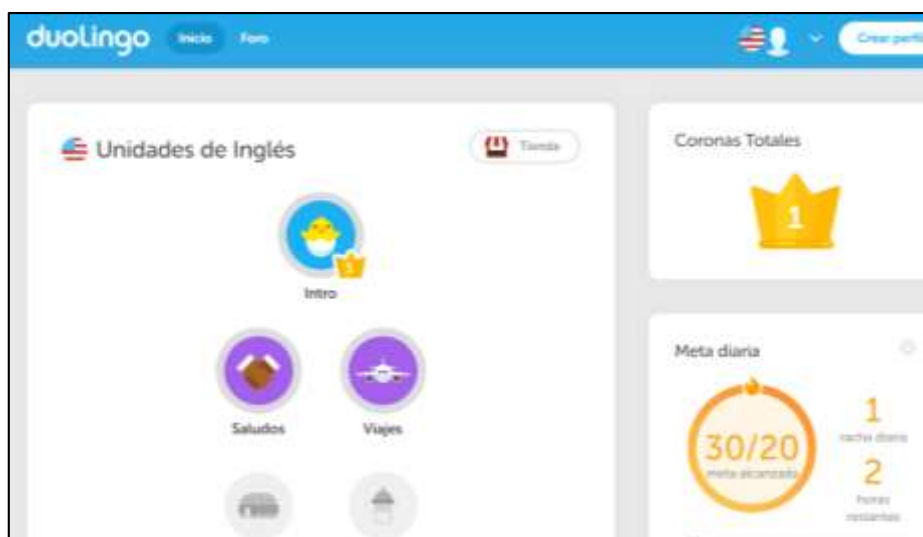 duolingo Inicio Foro Crear perfil
Unidades de Inglés
Tienda
1
Intro
Saludos Viajes
Coronas Totales
1
Meta diaria
30/20
meta alcanzada
1
racha diaria
2
horas
restantes